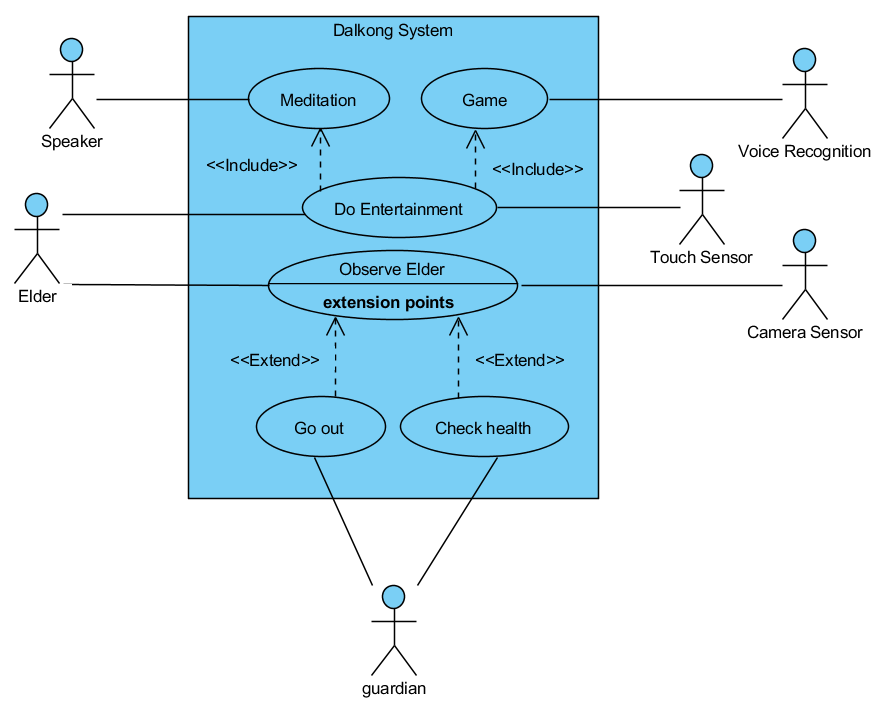 Dalkong System
Speaker
Meditation
Game
Voice Recognition
<<Include>>
<<Include>>
Elder
Do Entertainment
Touch Sensor
Observe Elder
extension points
Camera Sensor
<<Extend>>
<<Extend>>
Go out
Check health
guardian